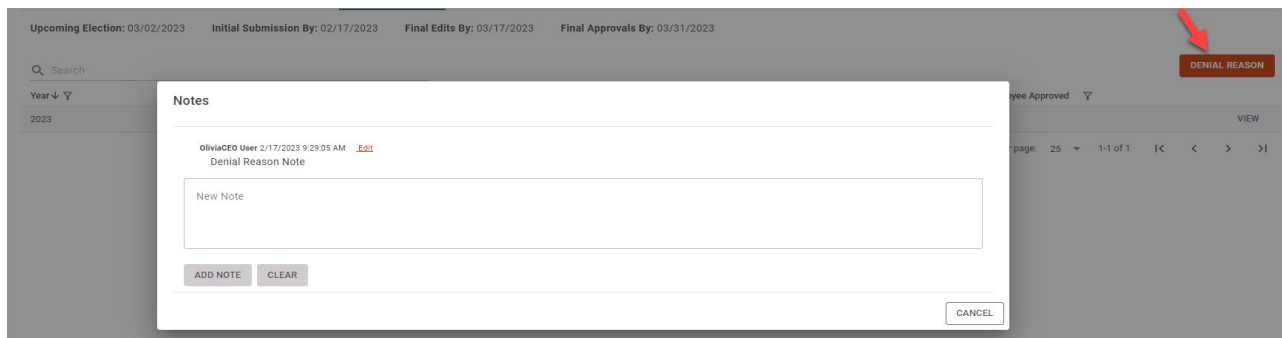 Upcoming Election: 03/02/2023 Initial Submission By: 02/17/2023 Final Edits By: 03/17/2023 Final Approvals By: 03/31/2023
Search
DENIAL REASON
Year Approved
2023 VIEW
page: 25 1-1 of 1
Notes
OliviaCEO User 2/17/2023 9:29:05 AM Edit
Denial Reason Note
New Note
ADD NOTE CLEAR
CANCEL